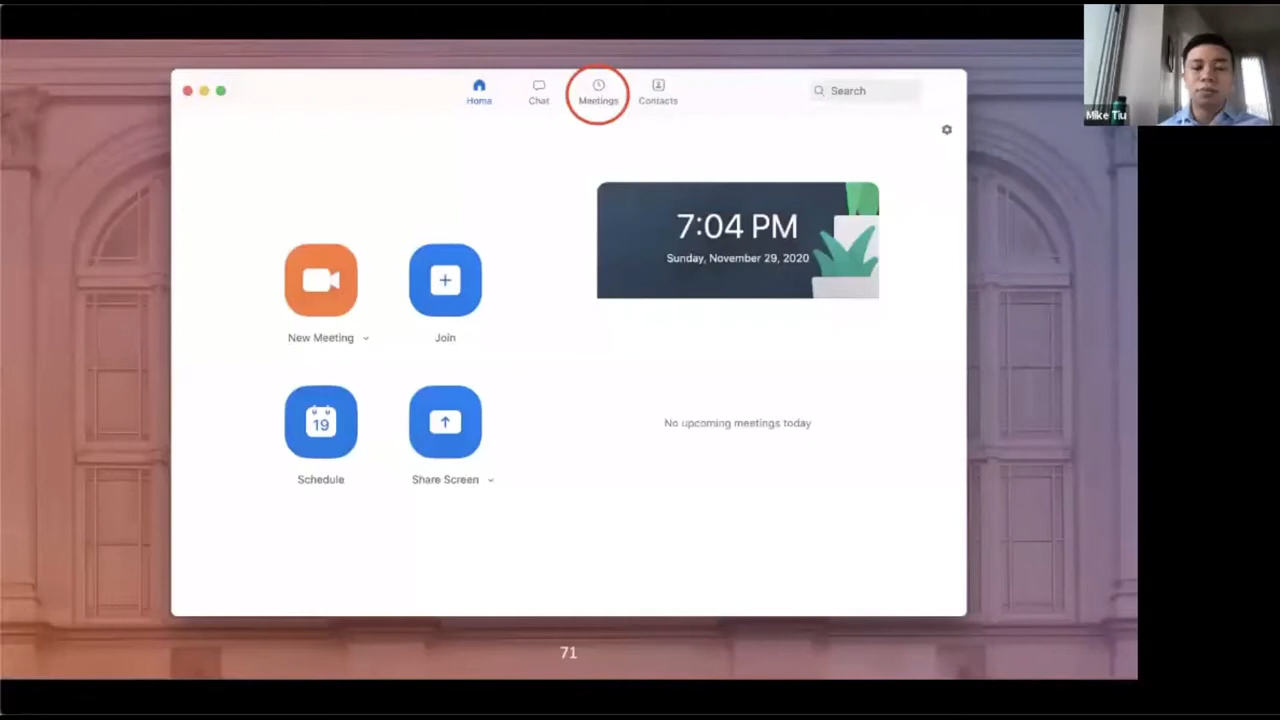 Home
Chat
Meetings
Contacts
Search
Mike Tiu
7:04 PM
Sunday, November 29, 2020
New Meeting
Join
19
Schedule
Share Screen
No upcoming meetings today
71